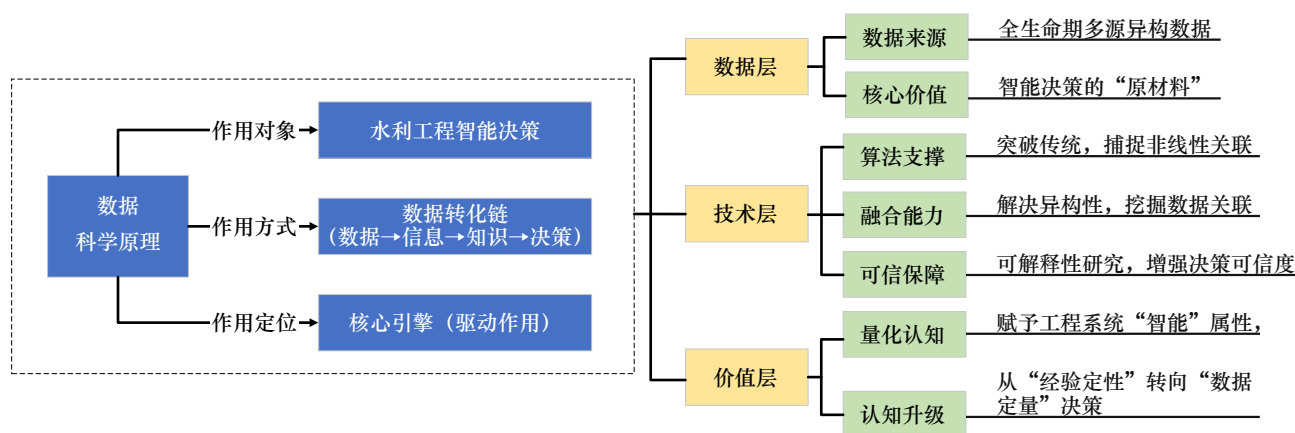 数据
科学原理
作用对象
水利工程智能决策
作用方式
数据转化链
（数据→信息→知识→决策）
作用定位
核心引擎（驱动作用）
数据层
数据来源
全生命期多源异构数据
核心价值
智能决策的“原材料”
技术层
算法支撑
突破传统，捕捉非线性关联
融合能力
解决异构性，挖掘数据关联
可信保障
可解释性研究，增强决策可信度
价值层
量化认知
赋予工程系统“智能”属性，
认知升级
从“经验定性”转向“数据
定量”决策